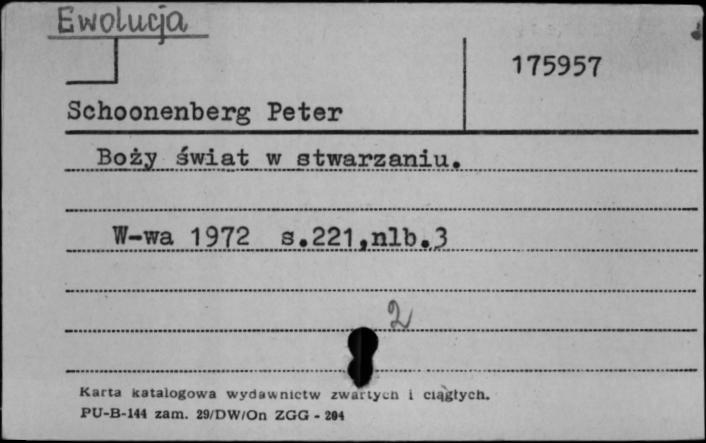 Ewolucja
175957
Schoonenberg Peter
Boży świat w stwarzaniu.
W-wa 1972 s.221,nlb.3
2
Karta katalogowa wydawnictw zwartych i ciągłych.
PU-B-144 zam. 29/DW/On ZGG - 204